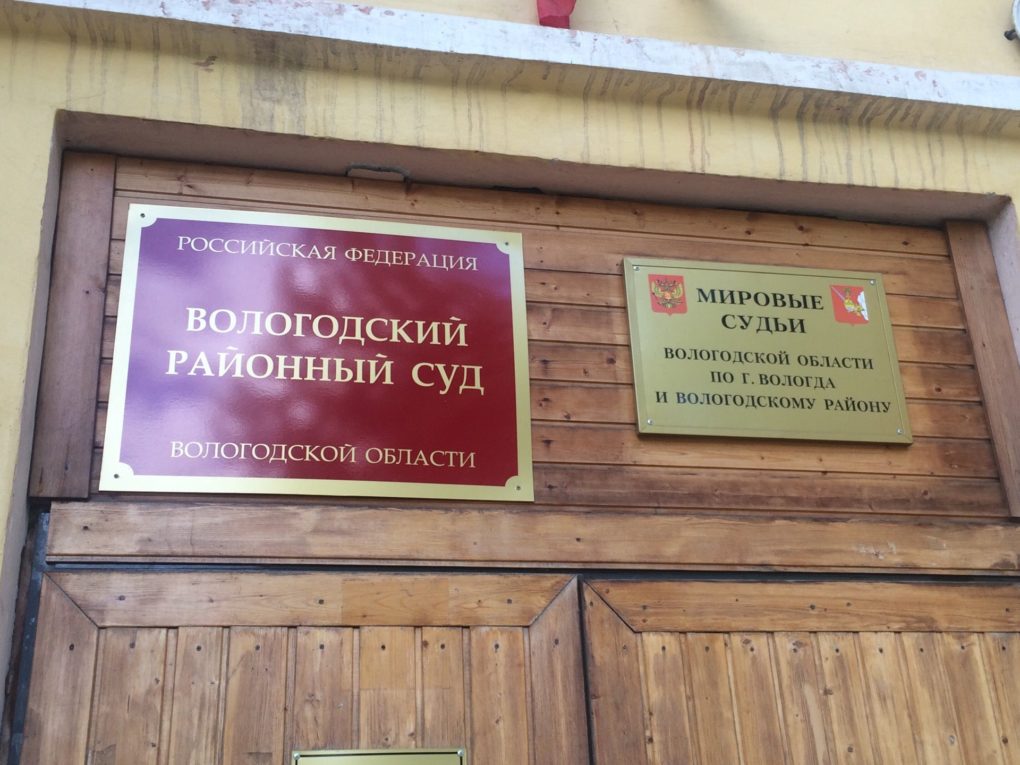 РОССИЙСКАЯ ФЕДЕРАЦИЯ
ВОЛОГОДСКИЙ
РАЙОННЫЙ СУД
ВОЛОГОДСКОЙ ОБЛАСТИ
МИРОВЫЕ
СУДЬИ
ВОЛОГОДСКОЙ ОБЛАСТИ
ПО Г. ВОЛОГДА
И ВОЛОГОДСКОМУ РАЙОНУ